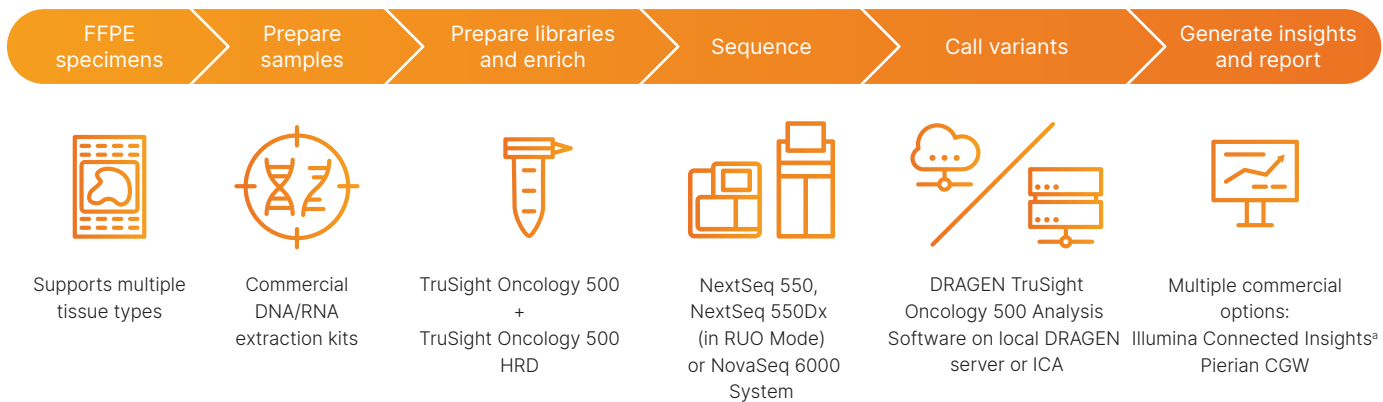 FFPE
specimens
Prepare
samples
Prepare libraries
and enrich
Sequence
Call variants
Generate insights
and report
Supports multiple
tissue types
Commercial
DNA/RNA
extraction kits
TruSight Oncology 500
+
TruSight Oncology 500
HRD
NextSeq 550,
NextSeq 550Dx
(in RUO Mode)
or NovaSeq 6000
System
DRAGEN TruSight
Oncology 500 Analysis
Software on local DRAGEN
server or ICA
Multiple commercial
options:
Illumina Connected Insightsᵃ
Pierian CGW